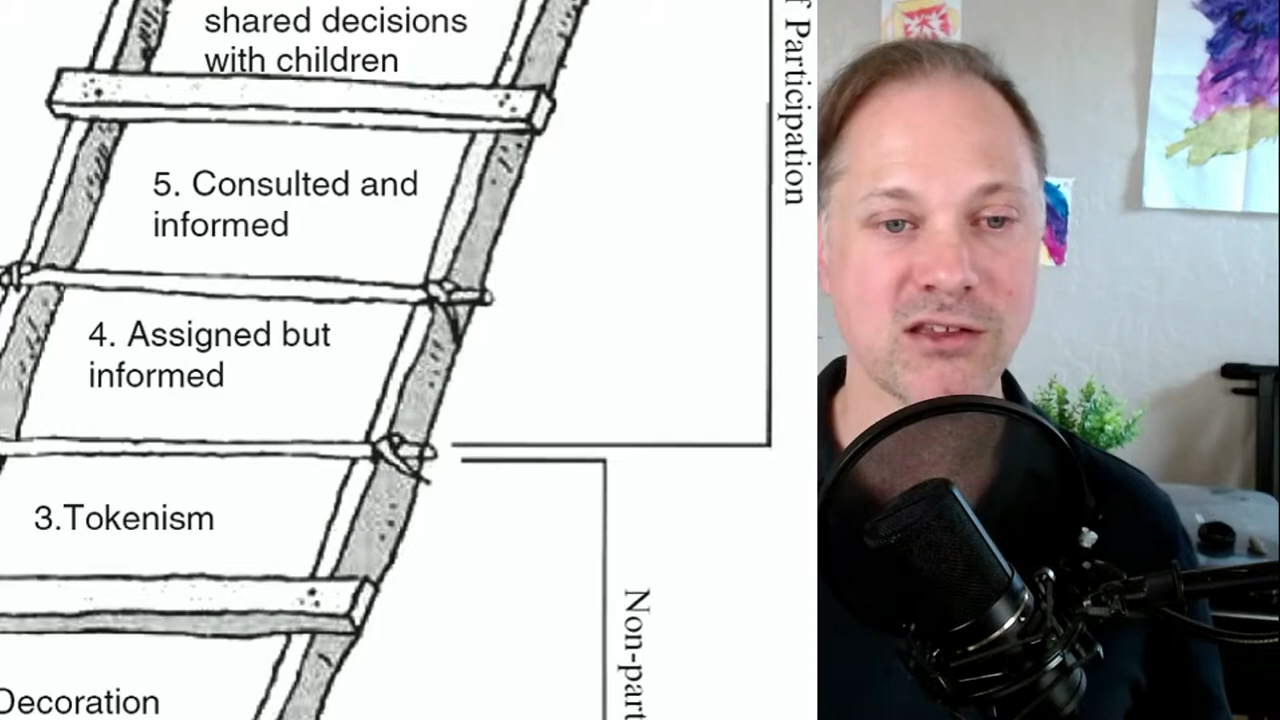 shared decisions
with children
5. Consulted and
informed
4. Assigned but
informed
3.Tokenism
Decoration
f Participation
Non-part